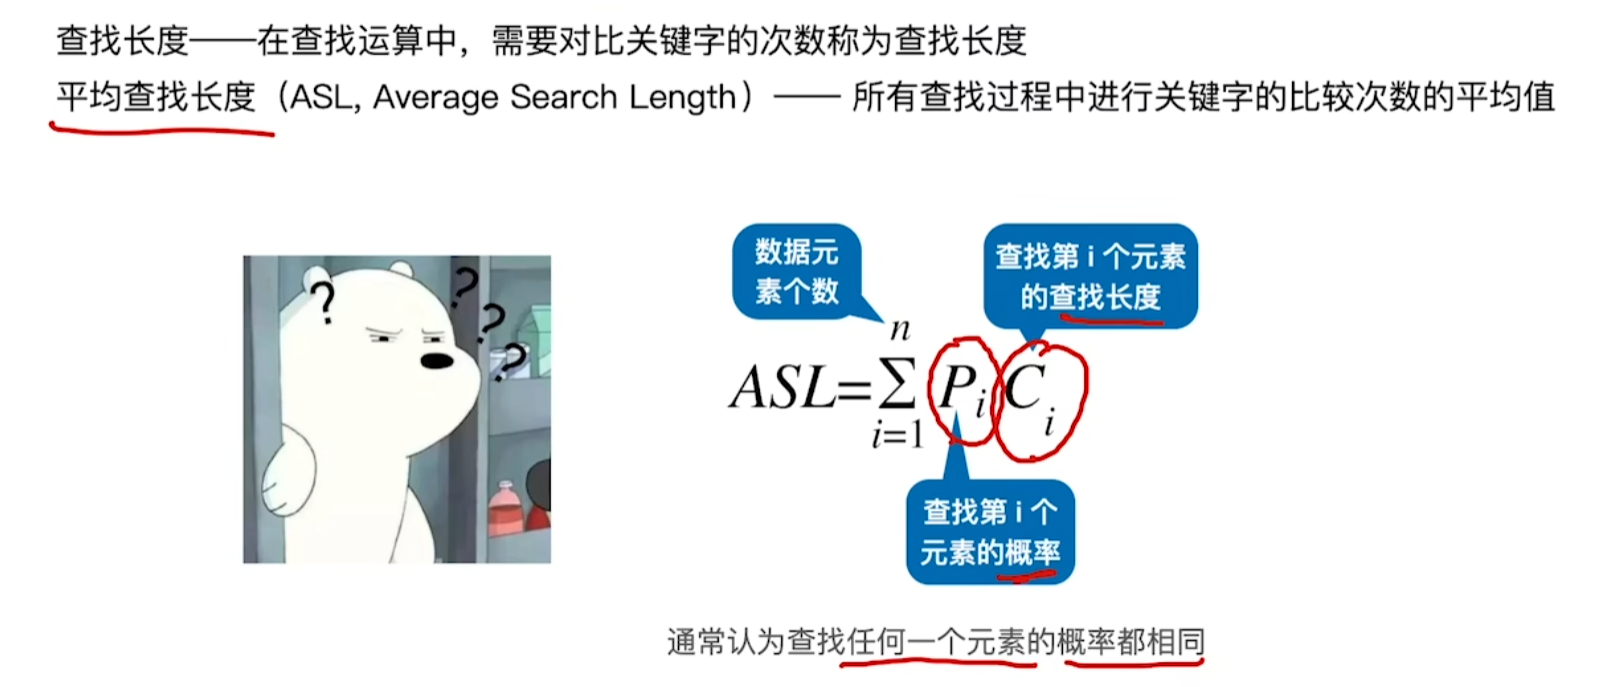 查找长度——在查找运算中，需要对比关键字的次数称为查找长度
平均查找长度（ASL, Average Search Length）—— 所有查找过程中进行关键字的比较次数的平均值
数据元
素个数
查找第 i 个元素
的查找长度
? ? ? ?
n
ASL=∑ Pᵢ Cᵢ
i=1
查找第 i 个
元素的概率
通常认为查找任何一个元素的概率都相同